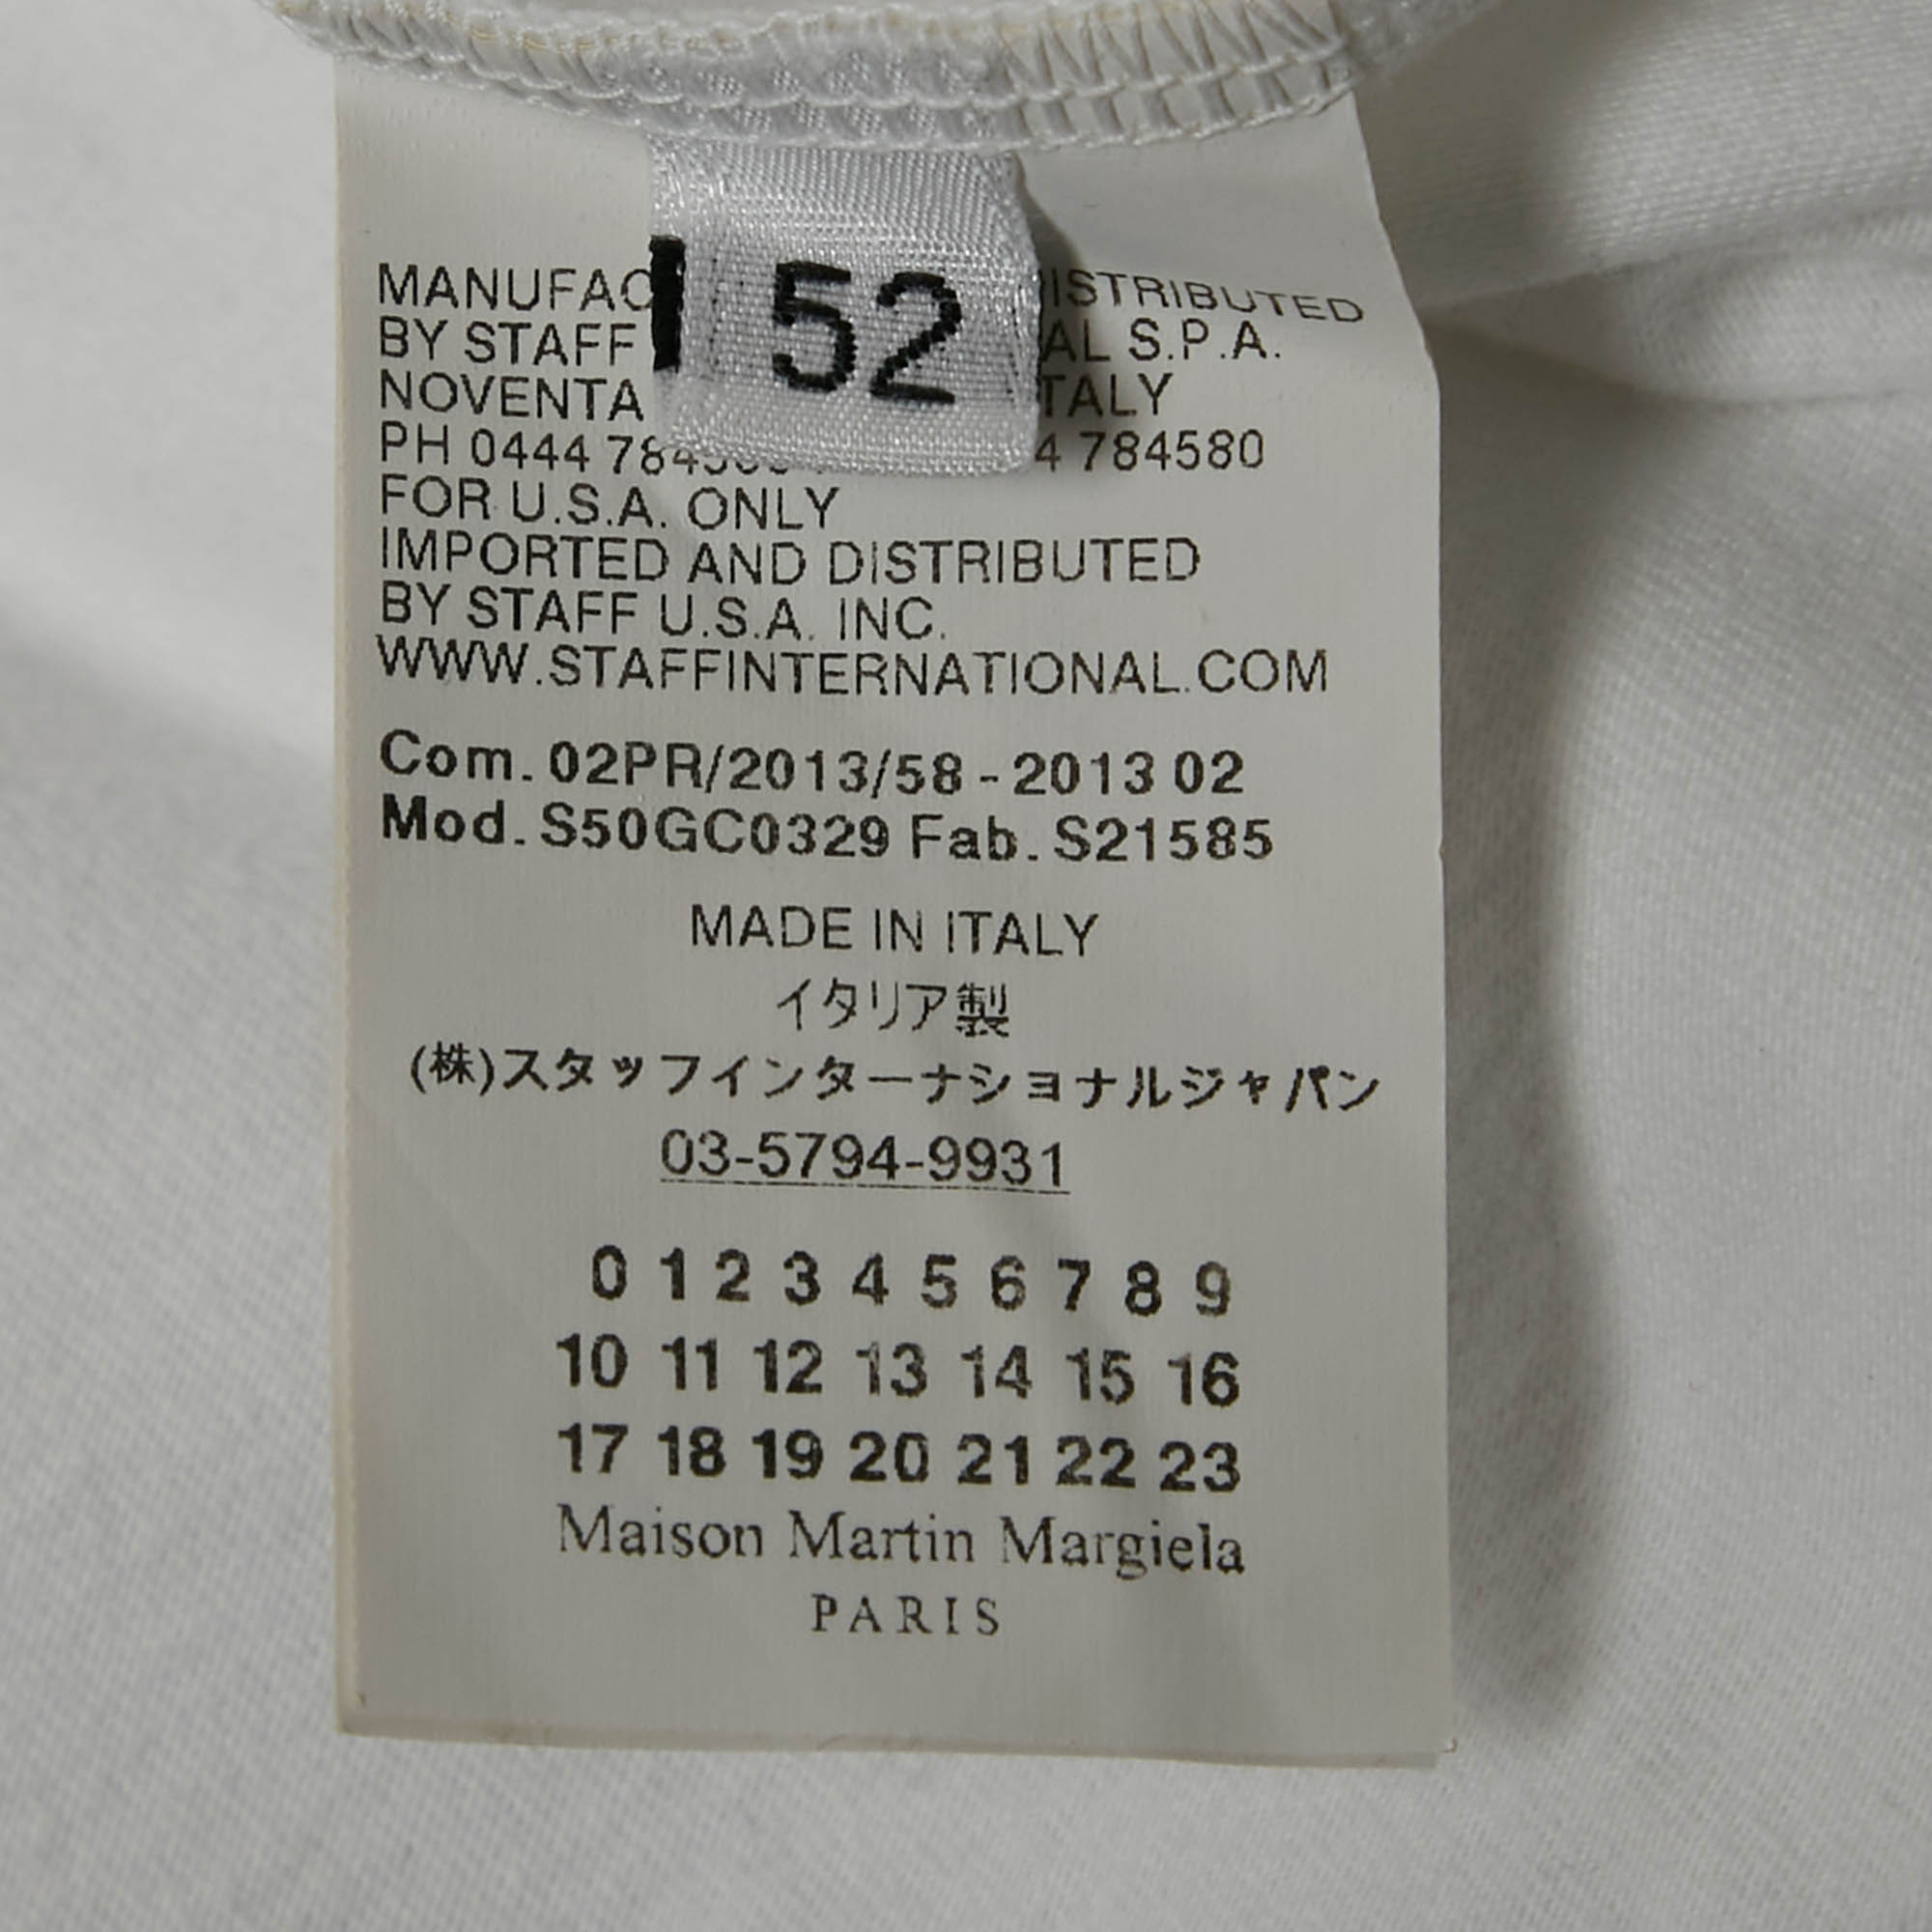 52
BY STAFF S.P.A.
NOVENTA
PH 0444 784580
FOR U.S.A. ONLY
IMPORTED AND DISTRIBUTED
BY STAFF U.S.A. INC.
WWW.STAFFINTERNATIONAL.COM
Com. 02PR/2013/58 - 2013 02
Mod. S50GC0329 Fab. S21585
MADE IN ITALY
イタリア製
(株)スタッフインターナショナルジャパン
03-5794-9931
0 1 2 3 4 5 6 7 8 9
10 11 12 13 14 15 16
17 18 19 20 21 22 23
Maison Martin Margiela
PARIS